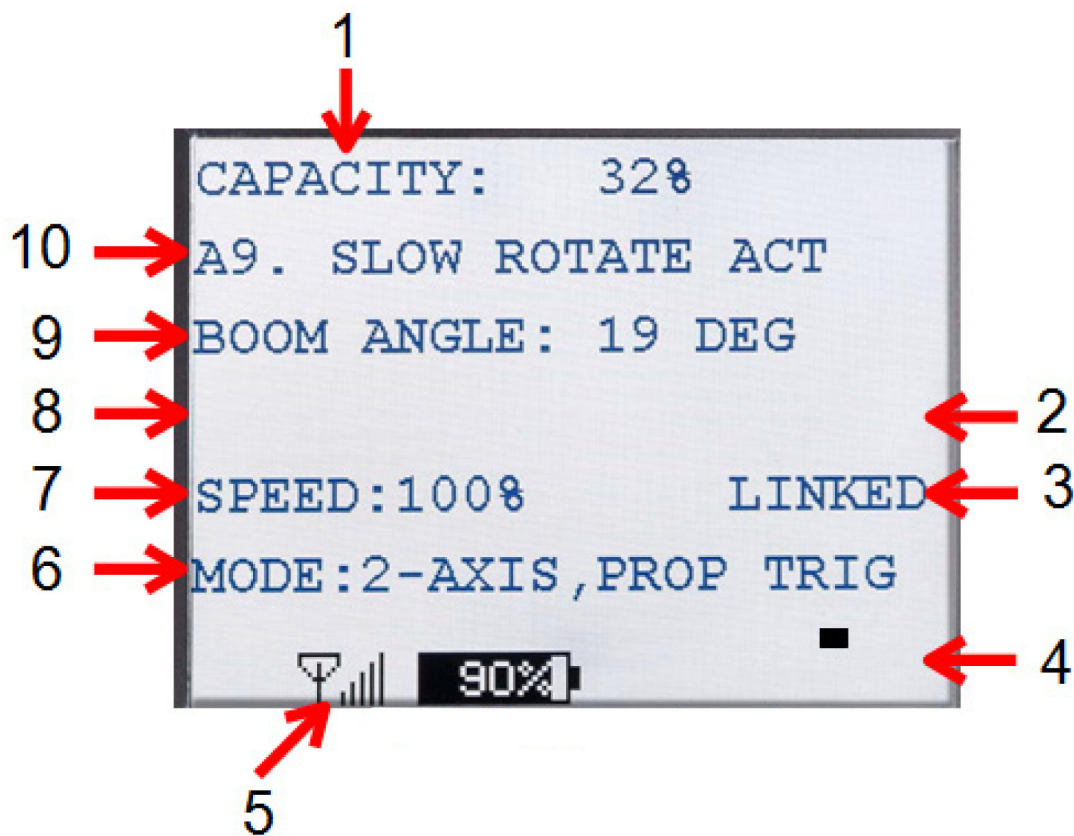 1
CAPACITY: 32%
10 A9. SLOW ROTATE ACT
9 BOOM ANGLE: 19 DEG
8 2
7 SPEED:100% LINKED 3
6 MODE:2-AXIS,PROP TRIG
90% 4
5